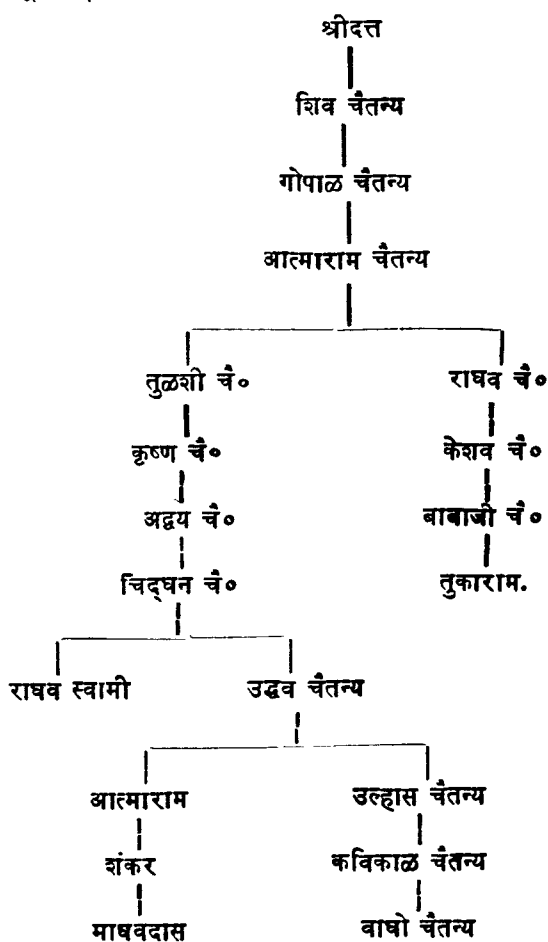 श्रीदत्त
शिव चैतन्य
गोपाळ चैतन्य
आत्माराम चैतन्य
तुळशी चै० राघव चै०
कृष्ण चै० केशव चै०
अद्वय चै० बाबाजी चै०
चिद्घन चै० तुकाराम.
राघव स्वामी उद्धव चैतन्य
आत्माराम उल्हास चैतन्य
शंकर कविकाळ चैतन्य
माधवदास वाघो चैतन्य